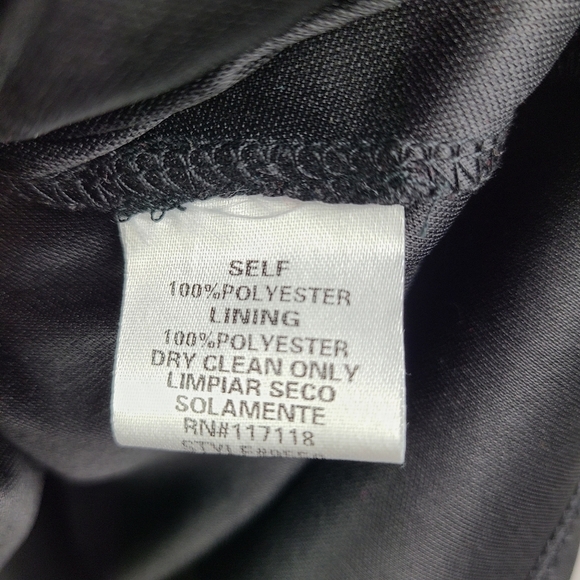 SELF
100%POLYESTER
LINING
100%POLYESTER
DRY CLEAN ONLY
LIMPIAR SECO
SOLAMENTE
RN#117118